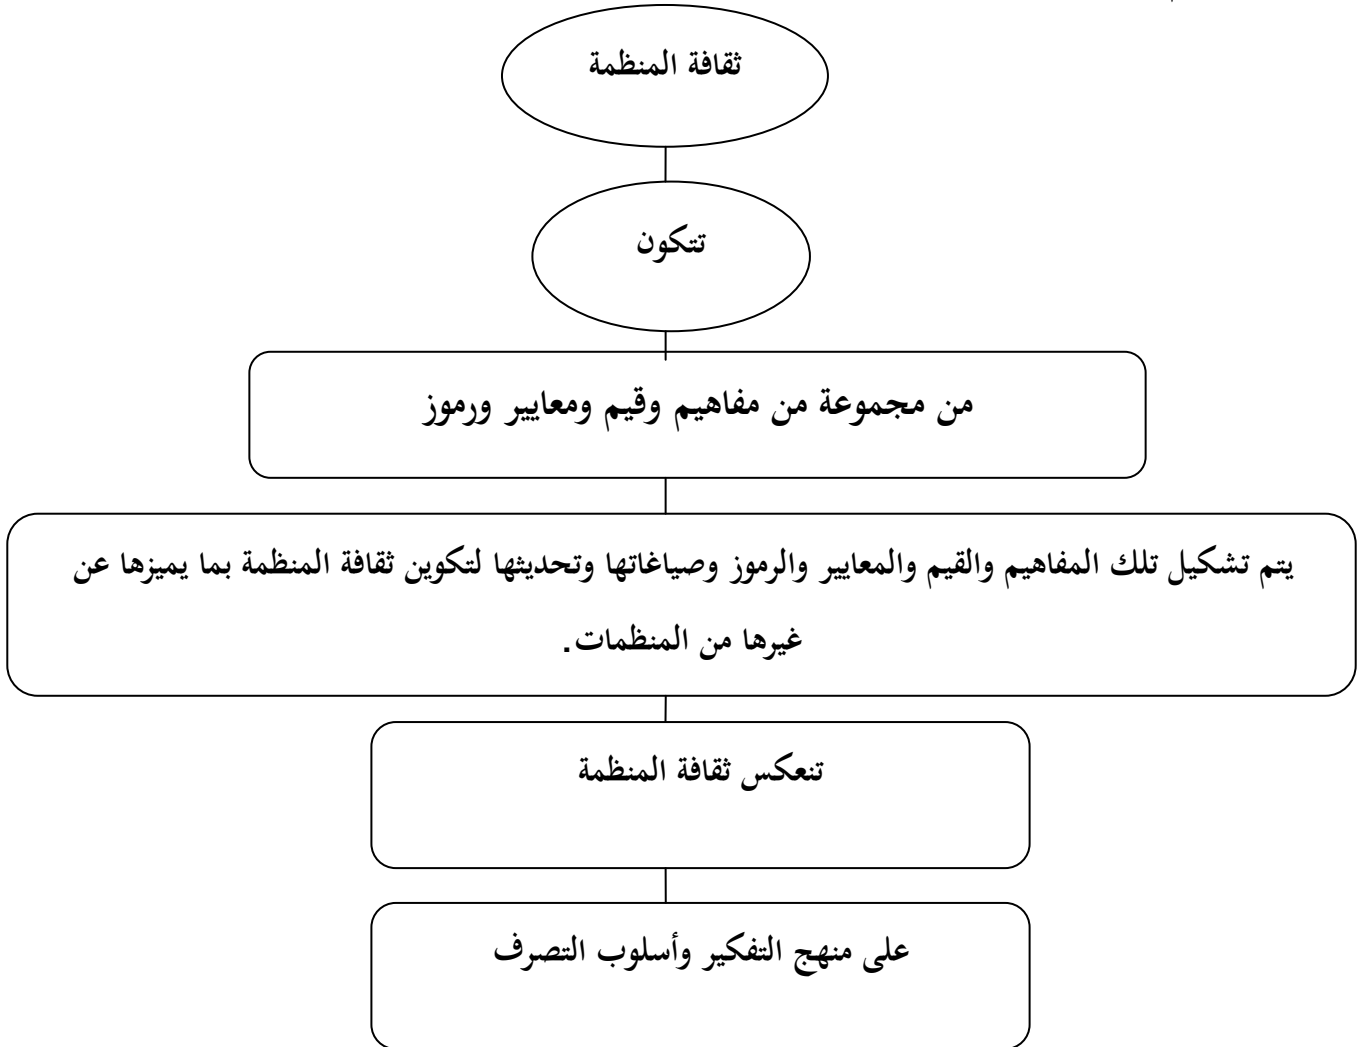 ثقافة المنظمة
تتكون
من مجموعة من مفاهيم وقيم ومعايير ورموز
يتم تشكيل تلك المفاهيم والقيم والمعايير والرموز وصياغاتها وتحديثها لتكوين ثقافة المنظمة بما يميزها عن
غيرها من المنظمات.
تنعكس ثقافة المنظمة
على منهج التفكير وأسلوب التصرف